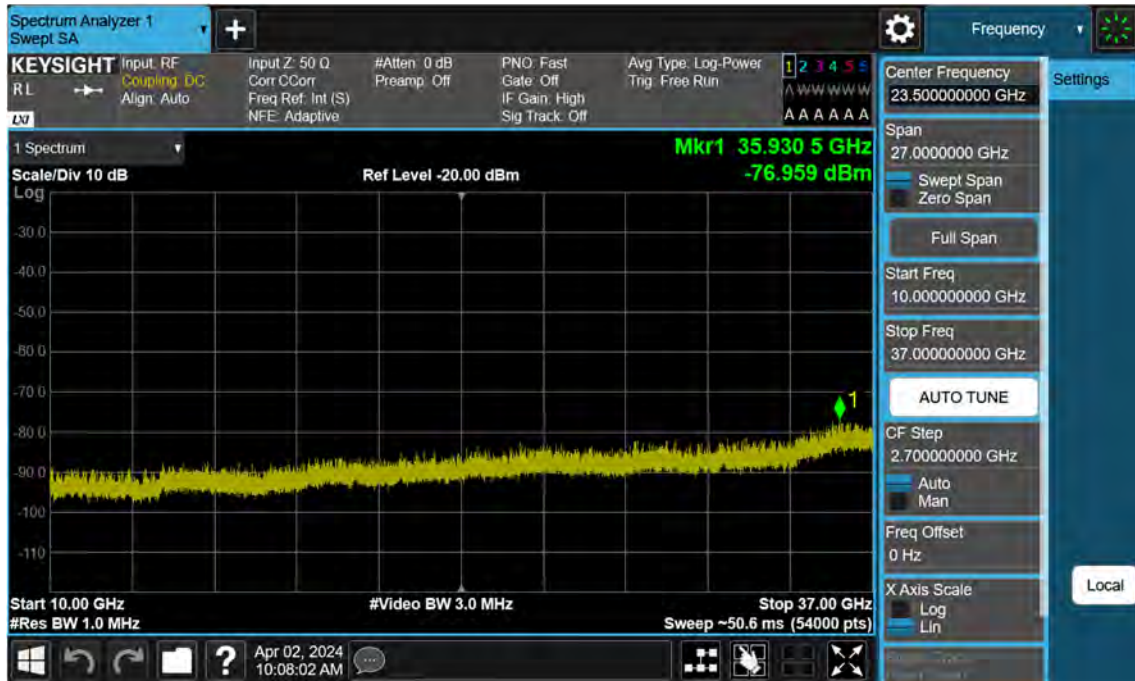 Spectrum Analyzer 1
Swept SA
+
Frequency
KEYSIGHT
RL
LXI
Input: RF
Coupling: DC
Align: Auto
Input Z: 50 Ω
Corr CCorr
Freq Ref: Int (S)
NFE: Adaptive
#Atten: 0 dB
Preamp: Off
PNO: Fast
Gate: Off
IF Gain: High
Sig Track: Off
Avg Type: Log-Power
Trig: Free Run
1 2 3 4 5 6
A W W W W W
A A A A A A
1 Spectrum
Scale/Div 10 dB
Ref Level -20.00 dBm
Mkr1 35.930 5 GHz
-76.959 dBm
Log
-30.0
-40.0
-50.0
-60.0
-70.0
-80.0
-90.0
-100
-110
1
Start 10.00 GHz
#Res BW 1.0 MHz
#Video BW 3.0 MHz
Stop 37.00 GHz
Sweep ~50.6 ms (54000 pts)
Center Frequency
23.500000000 GHz
Span
27.0000000 GHz
Swept Span
Zero Span
Full Span
Start Freq
10.000000000 GHz
Stop Freq
37.000000000 GHz
AUTO TUNE
CF Step
2.700000000 GHz
Auto
Man
Freq Offset
0 Hz
X Axis Scale
Log
Lin
Settings
Local
?
Apr 02, 2024
10:08:02 AM